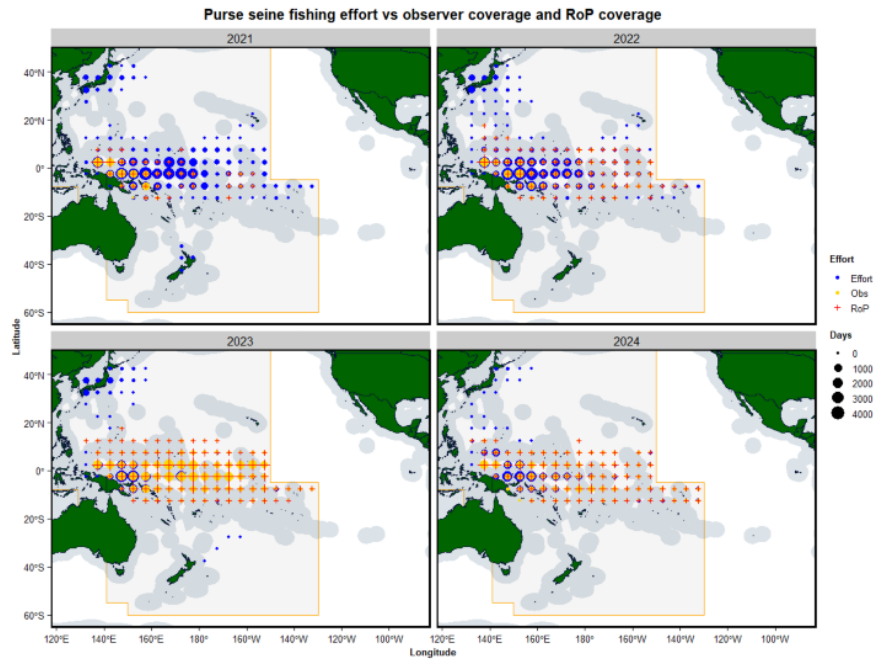 Purse seine fishing effort vs observer coverage and RoP coverage
2021
2022
40°N
20°N
0°
20°S
40°S
60°S
2023
2024
40°N
20°N
0°
20°S
40°S
60°S
120°E 140°E 160°E 180° 160°W 140°W 120°W 100°W 120°E 140°E 160°E 180° 160°W 140°W 120°W 100°W
Longitude
Latitude
Effort
Effort
Obs
RoP
Days
0
1000
2000
3000
4000